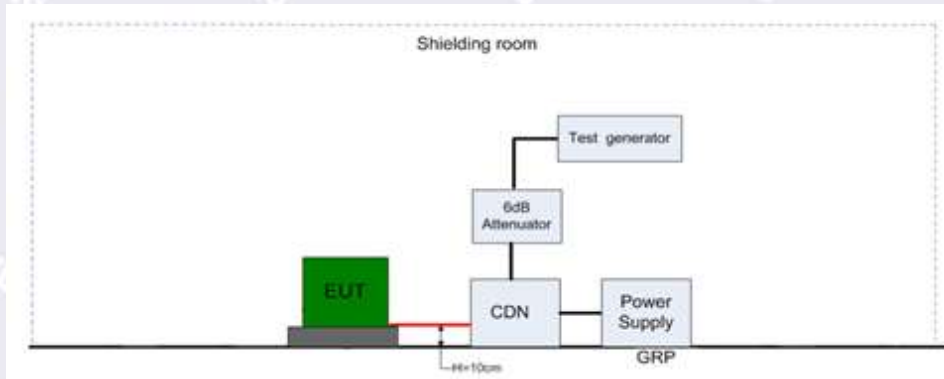 Shielding room
Test generator
6dB
Attenuator
EUT
CDN
Power
Supply
GRP
H=10cm